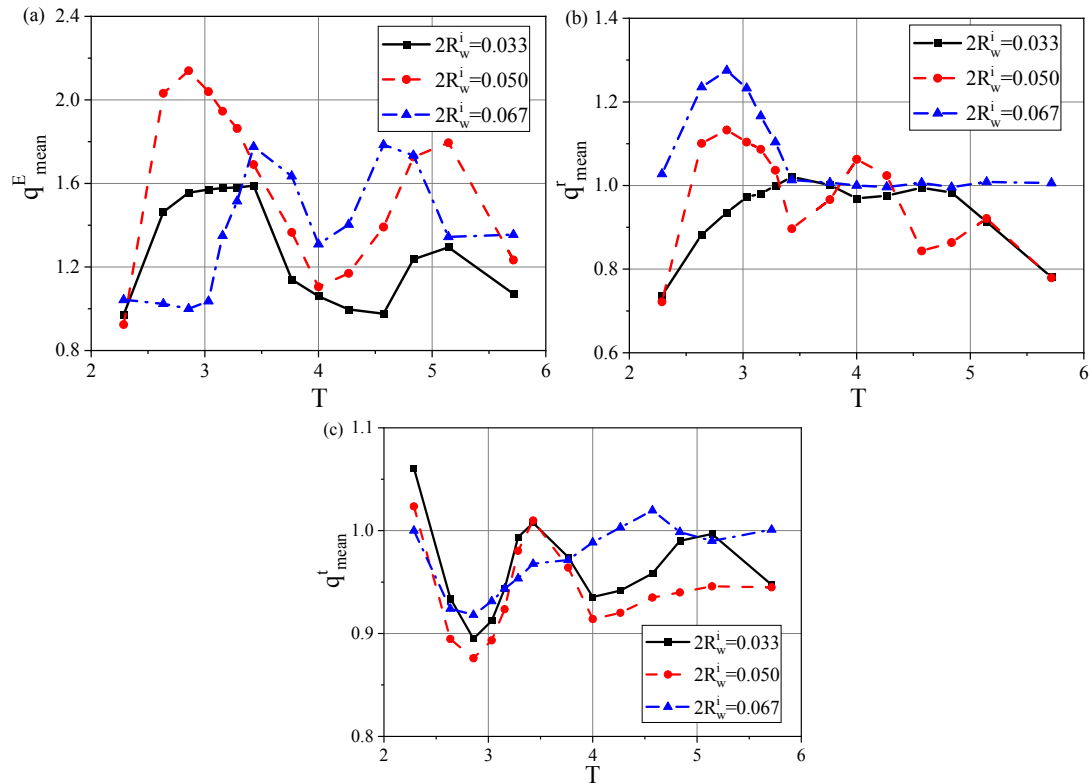 (a)
2.4
2.0
1.6
1.2
0.8
q^E_mean
2R^i_w=0.033
2R^i_w=0.050
2R^i_w=0.067
2 3 4 5 6
T
(b)
1.4
1.2
1.0
0.8
0.6
q^r_mean
2R^i_w=0.033
2R^i_w=0.050
2R^i_w=0.067
2 3 4 5 6
T
(c)
1.1
1.0
0.9
0.8
q^t_mean
2R^i_w=0.033
2R^i_w=0.050
2R^i_w=0.067
2 3 4 5 6
T